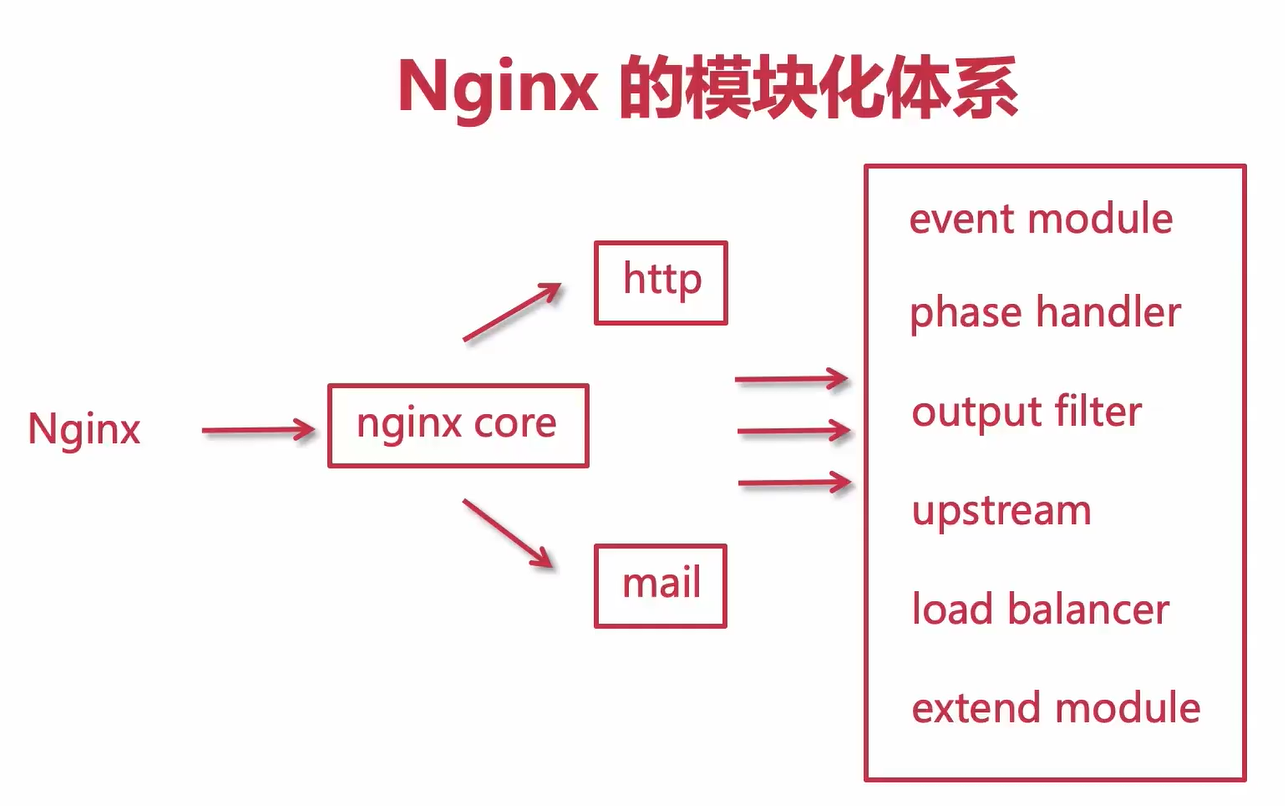 Nginx 的模块化体系
Nginx
nginx core
http
mail
event module
phase handler
output filter
upstream
load balancer
extend module